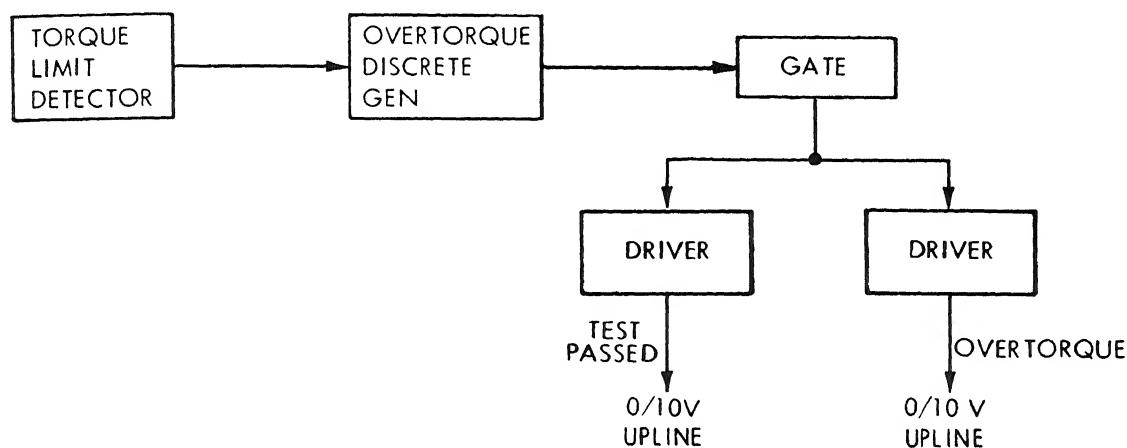 TORQUE
LIMIT
DETECTOR
OVERTORQUE
DISCRETE
GEN
GATE
DRIVER
DRIVER
TEST
PASSED
OVERTORQUE
0/10V
UPLINE
0/10 V
UPLINE